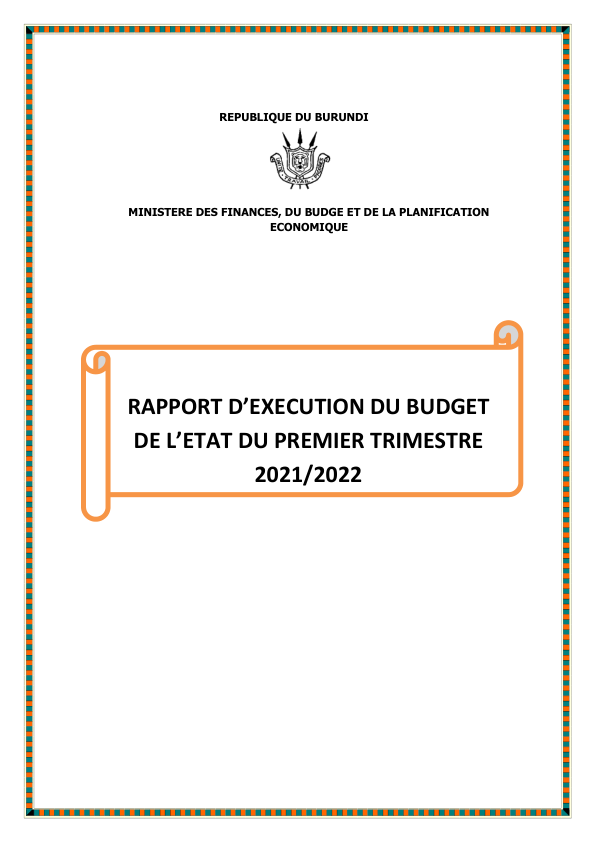 REPUBLIQUE DU BURUNDI
MINISTERE DES FINANCES, DU BUDGE ET DE LA PLANIFICATION
ECONOMIQUE
RAPPORT D’EXECUTION DU BUDGET
DE L’ETAT DU PREMIER TRIMESTRE
2021/2022